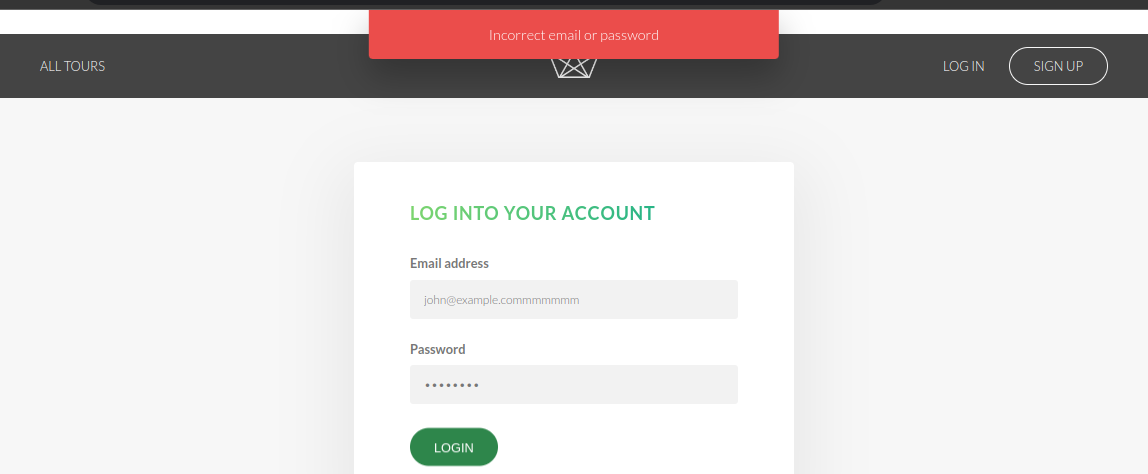 Incorrect email or password
ALL TOURS
LOG IN
SIGN UP
LOG INTO YOUR ACCOUNT
Email address
john@example.commmmmmm
Password
••••••••
LOGIN